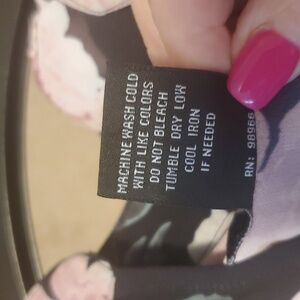 MACHINE WASH COLD
WITH LIKE COLORS
DO NOT BLEACH
TUMBLE DRY LOW
COOL IRON
IF NEEDED
RN: